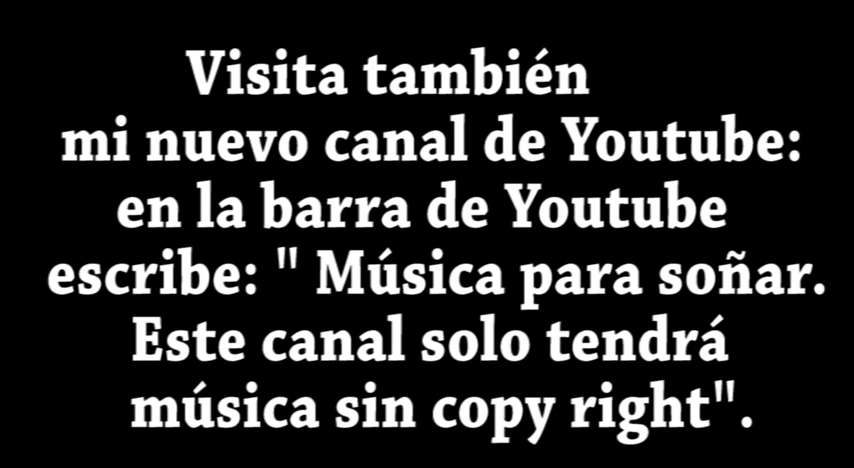 Visita también
mi nuevo canal de Youtube:
en la barra de Youtube
escribe: " Música para soñar.
Este canal solo tendrá
música sin copy right".